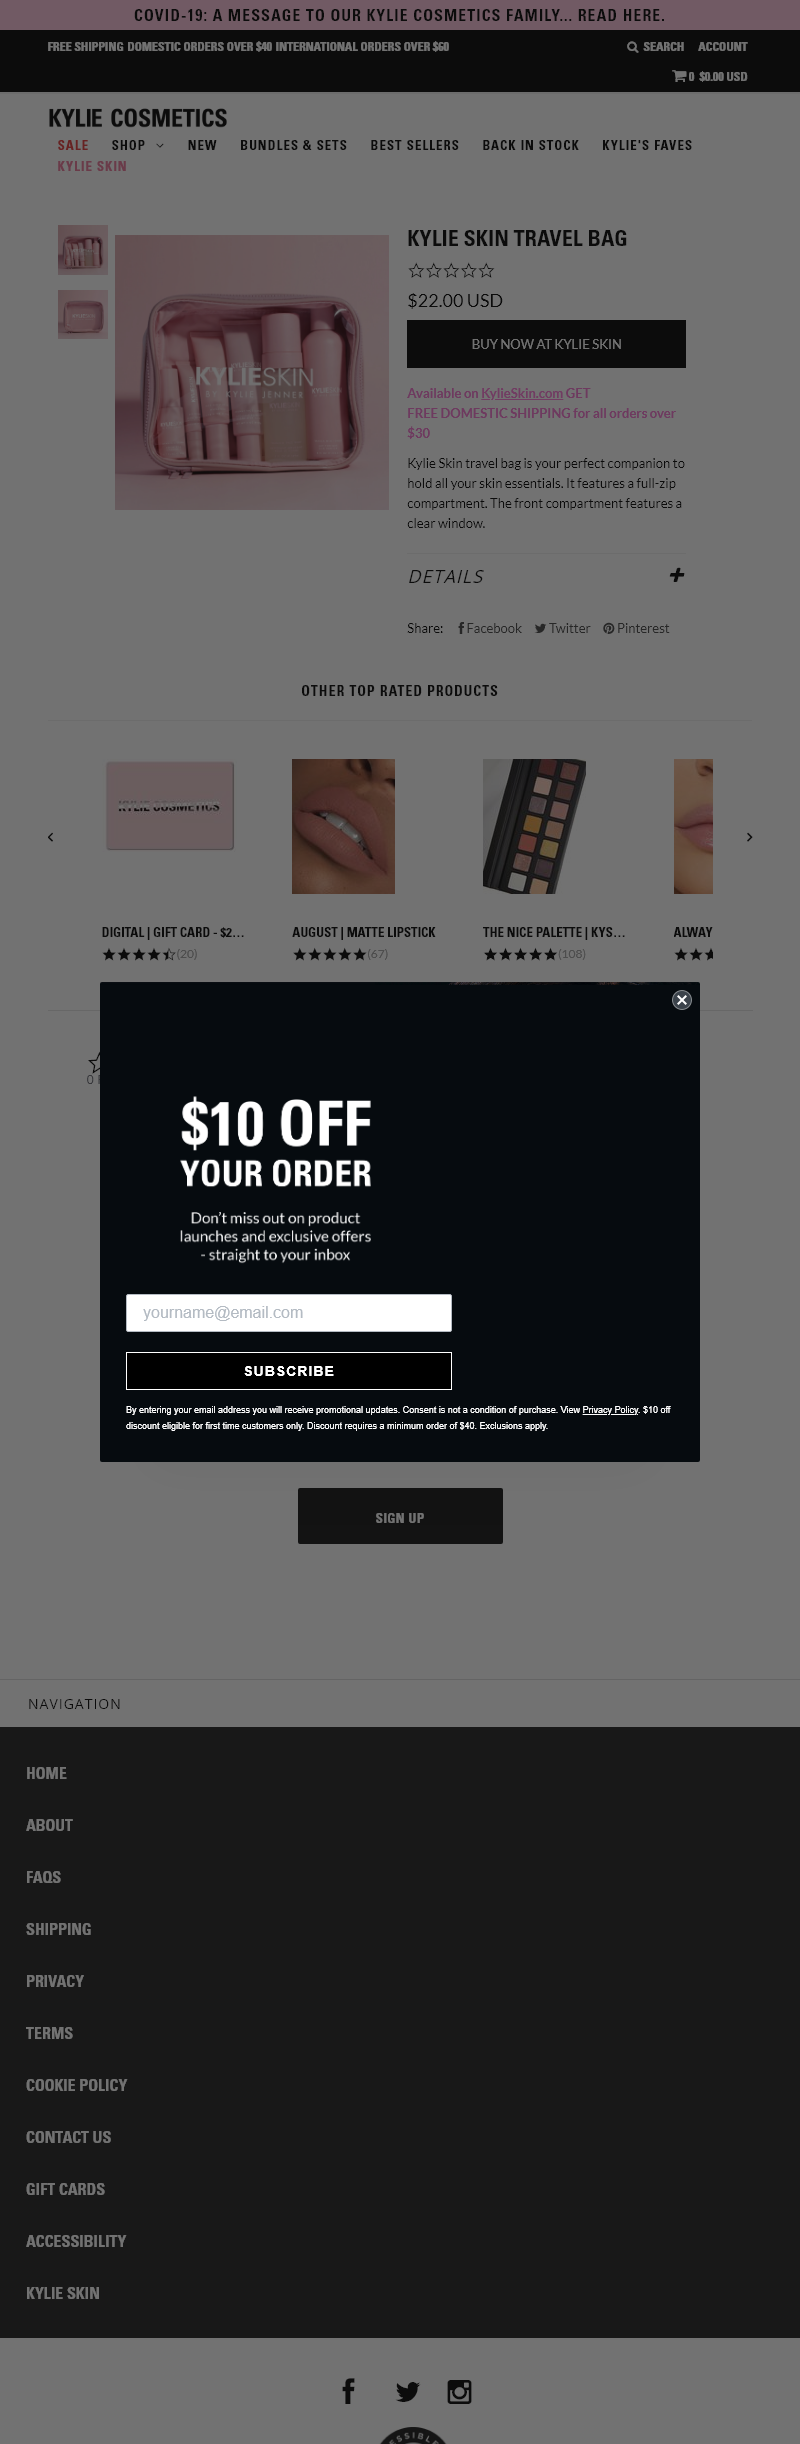 COVID-19: A MESSAGE TO OUR KYLIE COSMETICS FAMILY... READ HERE.
FREE SHIPPING DOMESTIC ORDERS OVER $40 INTERNATIONAL ORDERS OVER $60
SEARCH ACCOUNT
0 $0.00 USD
KYLIE COSMETICS
SALE SHOP NEW BUNDLES & SETS BEST SELLERS BACK IN STOCK KYLIE'S FAVES
KYLIE SKIN
KYLIE SKIN TRAVEL BAG
$22.00 USD
BUY NOW AT KYLIE SKIN
KYLIESKIN
BY KYLIE JENNER
Available on KylieSkin.com GET
FREE DOMESTIC SHIPPING for all orders over
$30
Kylie Skin travel bag is your perfect companion to
hold all your skin essentials. It features a full-zip
compartment. The front compartment features a
clear window.
DETAILS
Share: Facebook Twitter Pinterest
OTHER TOP RATED PRODUCTS
KYLIE COSMETICS
DIGITAL | GIFT CARD - $2...
(20)
AUGUST | MATTE LIPSTICK
(67)
THE NICE PALETTE | KYS...
(108)
ALWAY
0
$10 OFF
YOUR ORDER
Don't miss out on product
launches and exclusive offers
- straight to your inbox
yourname@email.com
SUBSCRIBE
By entering your email address you will receive promotional updates. Consent is not a condition of purchase. View Privacy Policy. $10 off
discount eligible for first time customers only. Discount requires a minimum order of $40. Exclusions apply.
SIGN UP
NAVIGATION
HOME
ABOUT
FAQS
SHIPPING
PRIVACY
TERMS
COOKIE POLICY
CONTACT US
GIFT CARDS
ACCESSIBILITY
KYLIE SKIN